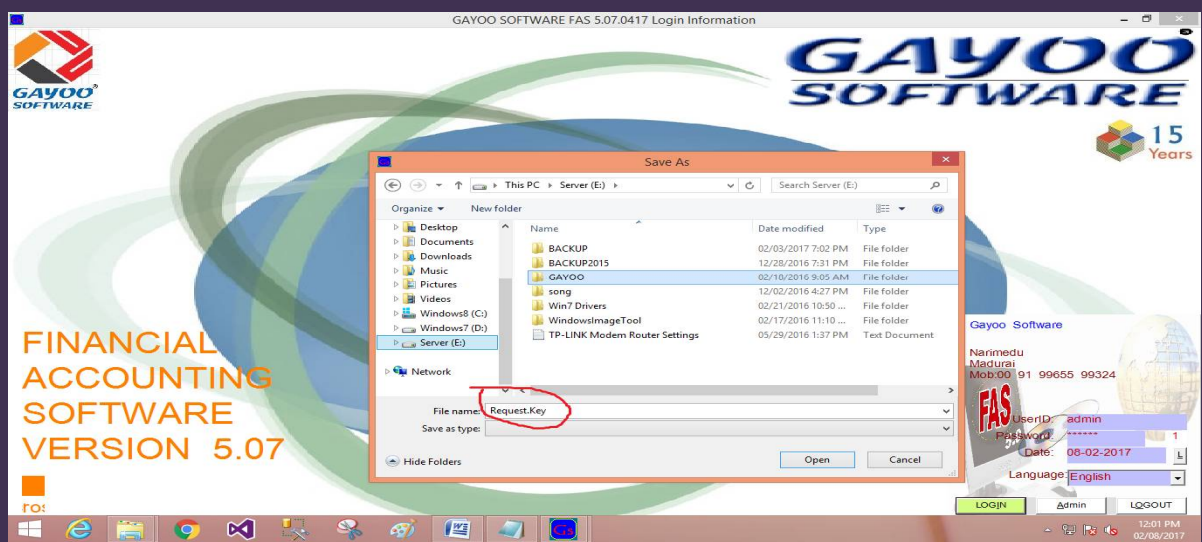 GAYOO SOFTWARE FAS 5.07.0417 Login Information
GAYOO
SOFTWARE
GAYOO
SOFTWARE
15
Years
Save As
This PC Server (E:)
Search Server (E:)
Organize New folder
Name Date modified Type
Desktop
Documents
Downloads
Music
Pictures
Videos
Windows8 (C:)
Windows7 (D:)
Server (E:)
Network
BACKUP 02/03/2017 7:02 PM File folder
BACKUP2015 12/28/2016 7:31 PM File folder
GAYOO 02/10/2016 9:05 AM File folder
song 12/02/2016 4:27 PM File folder
Win7 Drivers 02/21/2016 10:50 ... File folder
WindowsImageTool 02/17/2016 11:10 ... File folder
TP-LINK Modem Router Settings 05/29/2016 1:37 PM Text Document
File name: Request.Key
Save as type:
Hide Folders
Open Cancel
FINANCIAL
ACCOUNTING
SOFTWARE
VERSION 5.07
Gayoo Software
Narimedu
Madurai
Mob:00 91 99655 99324
FAS
UserID: admin
Password: ****** 1
Date: 08-02-2017 L
Language: English
LOGIN Admin LOGOUT
Gs
12:01 PM
02/08/2017